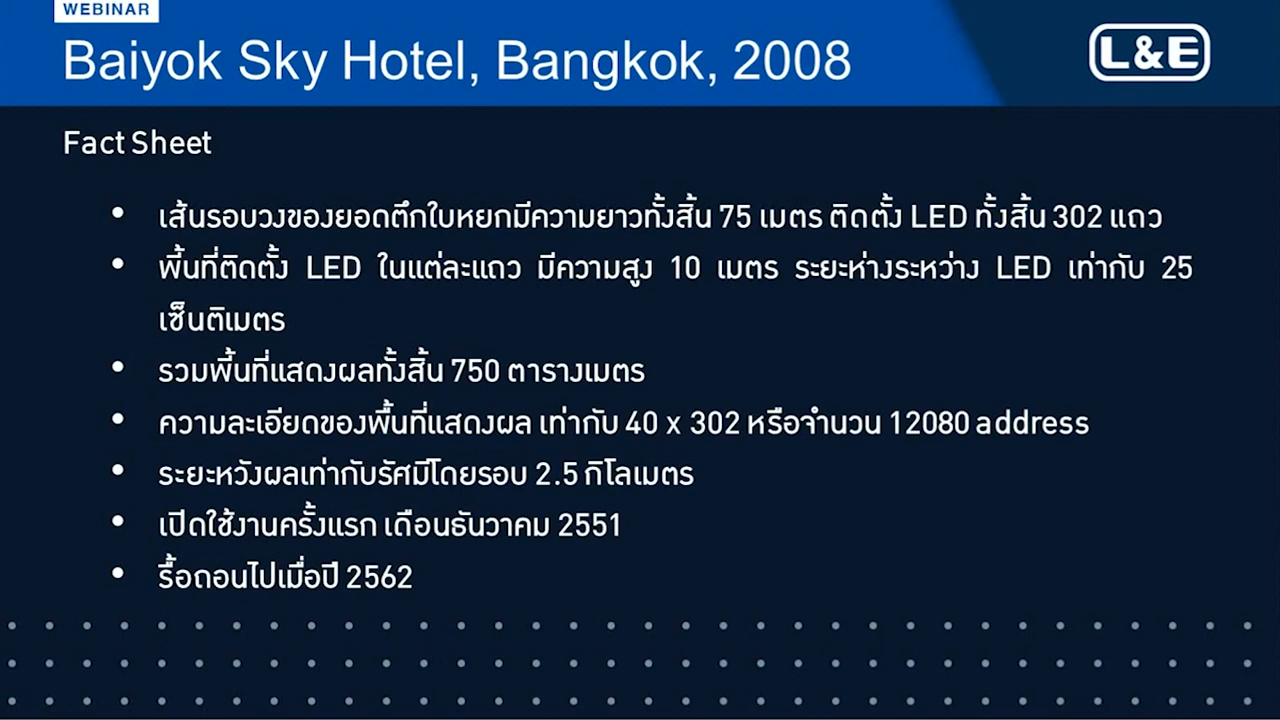 WEBINAR
Baiyok Sky Hotel, Bangkok, 2008
L&E
Fact Sheet
• เส้นรอบวงของยอดตึกใบหยกมีความยาวทั้งสิ้น 75 เมตร ติดตั้ง LED ทั้งสิ้น 302 แถว
• พื้นที่ติดตั้ง LED ในแต่ละแถว มีความสูง 10 เมตร ระยะห่างระหว่าง LED เท่ากับ 25
เซ็นติเมตร
• รวมพื้นที่แสดงผลทั้งสิ้น 750 ตารางเมตร
• ความละเอียดของพื้นที่แสดงผล เท่ากับ 40 x 302 หรือจำนวน 12080 address
• ระยะหวังผลเท่ากับรัศมีโดยรอบ 2.5 กิโลเมตร
• เปิดใช้งานครั้งแรก เดือนธันวาคม 2551
• รื้อถอนไปเมื่อปี 2562